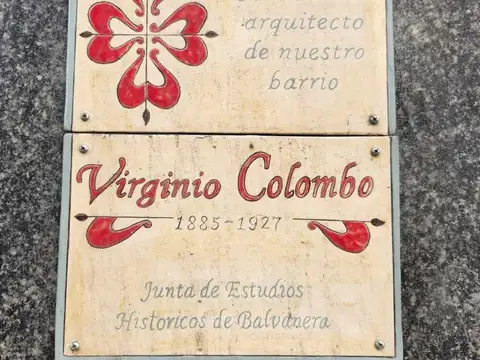 arquitecto
de nuestro
barrio
Virginio Colombo
1885-1927
Junta de Estudios
Historicos de Balvanera